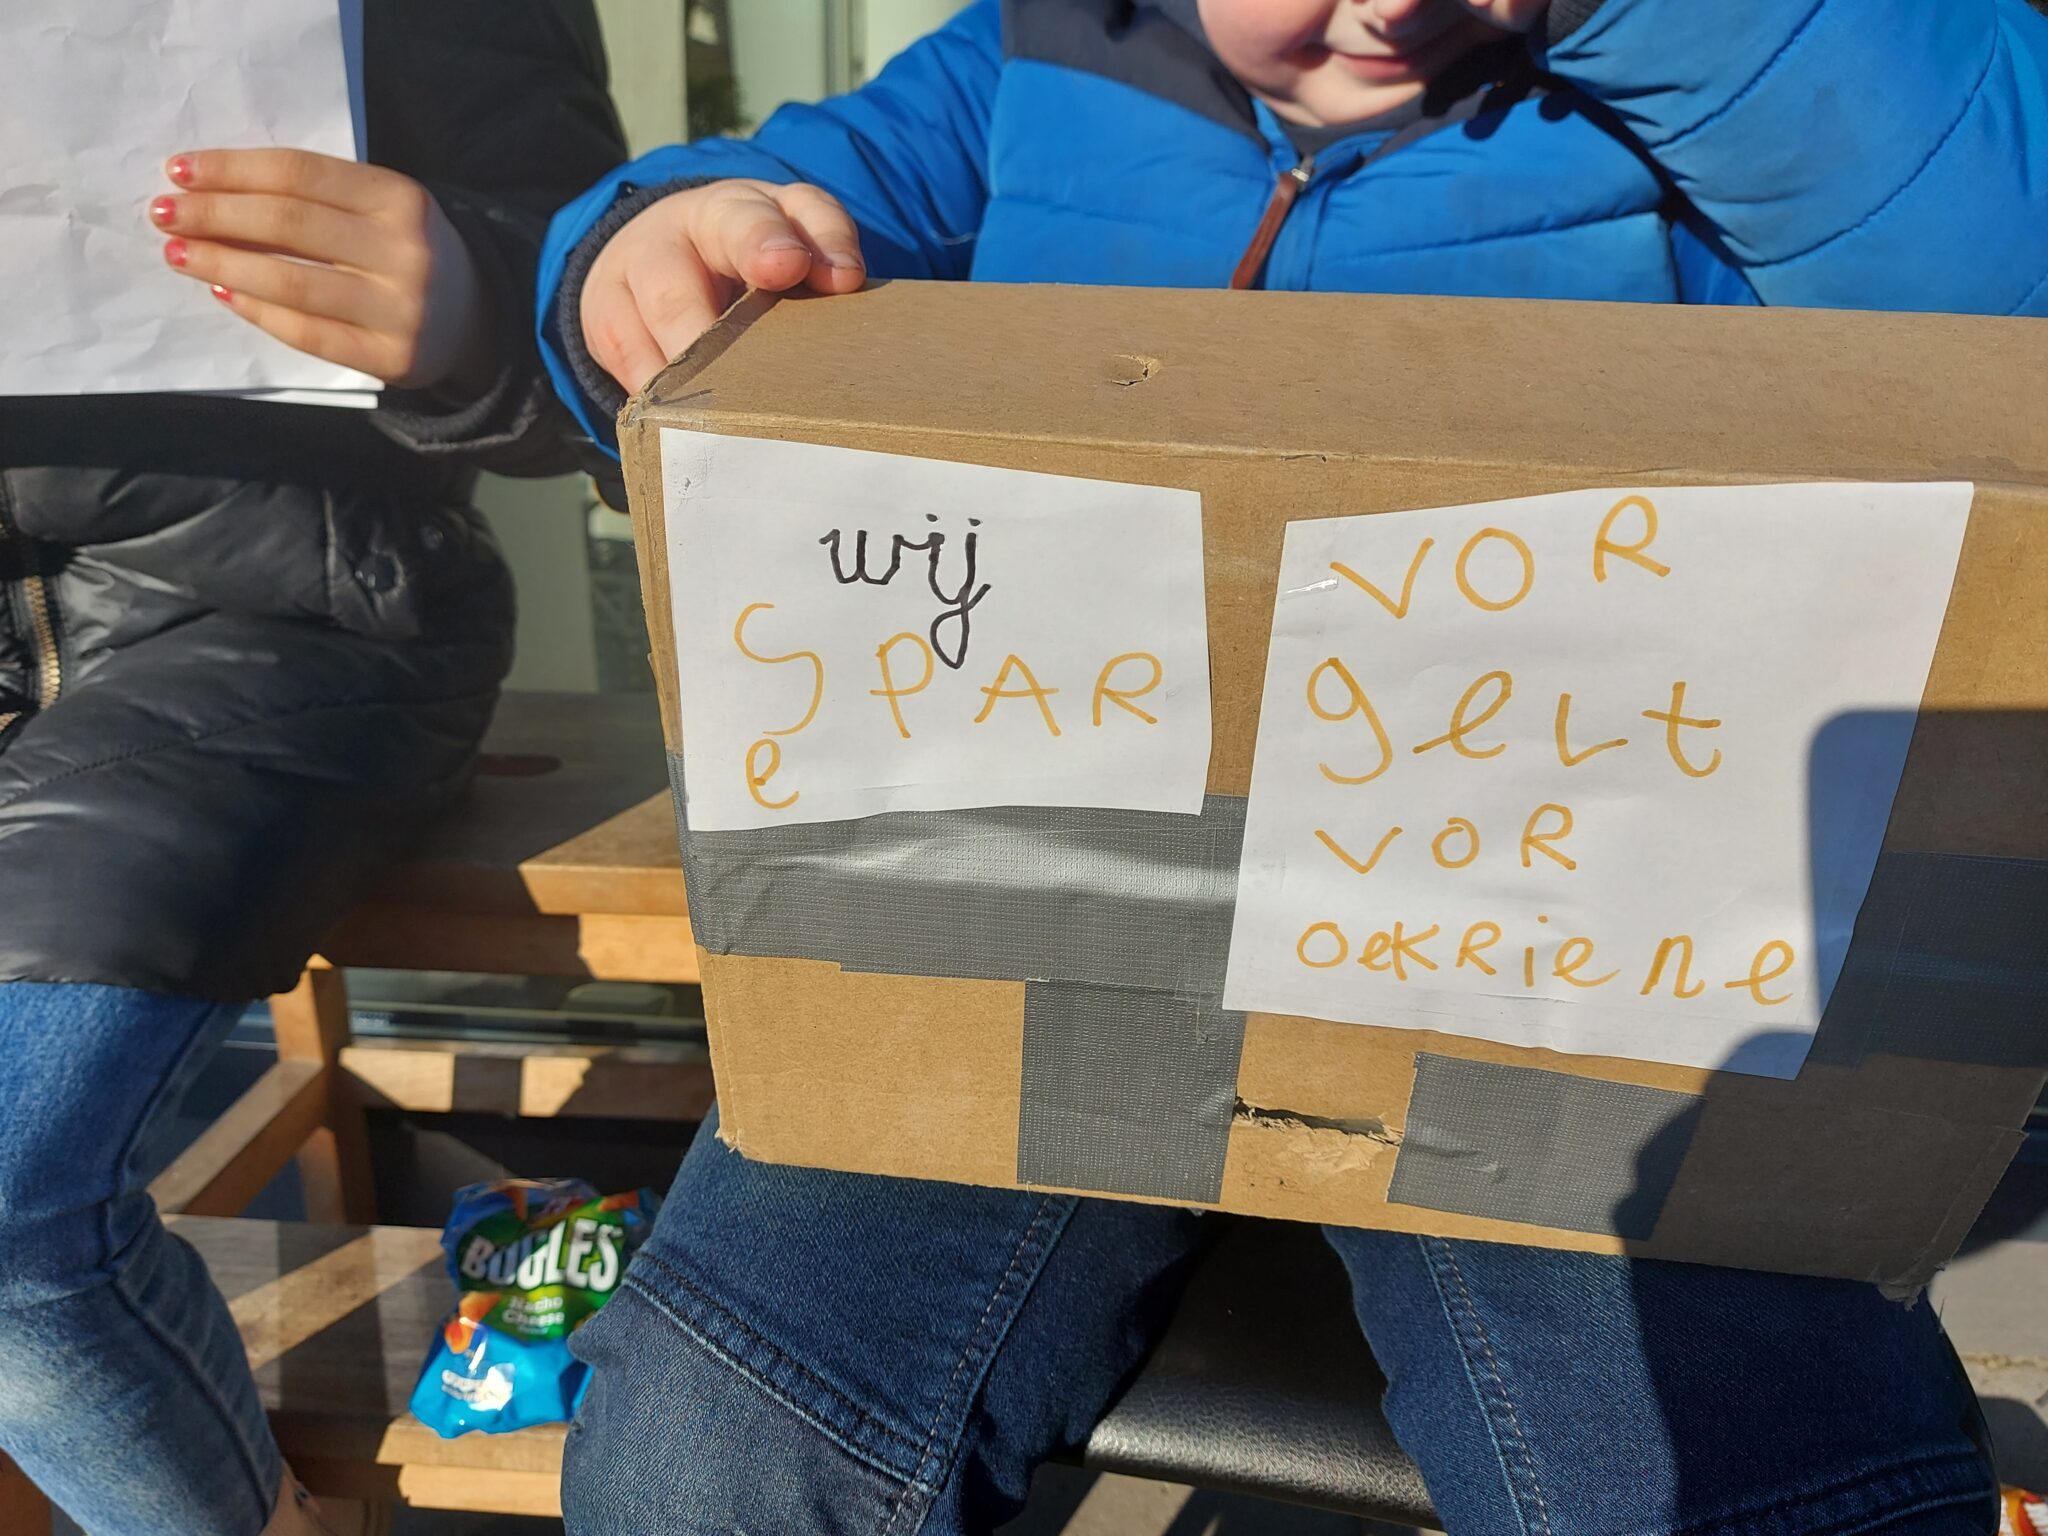 wij
SPAR
e
VOR
geLt
VOR
OeKRiene
BUGLES
Nacho
Cheese